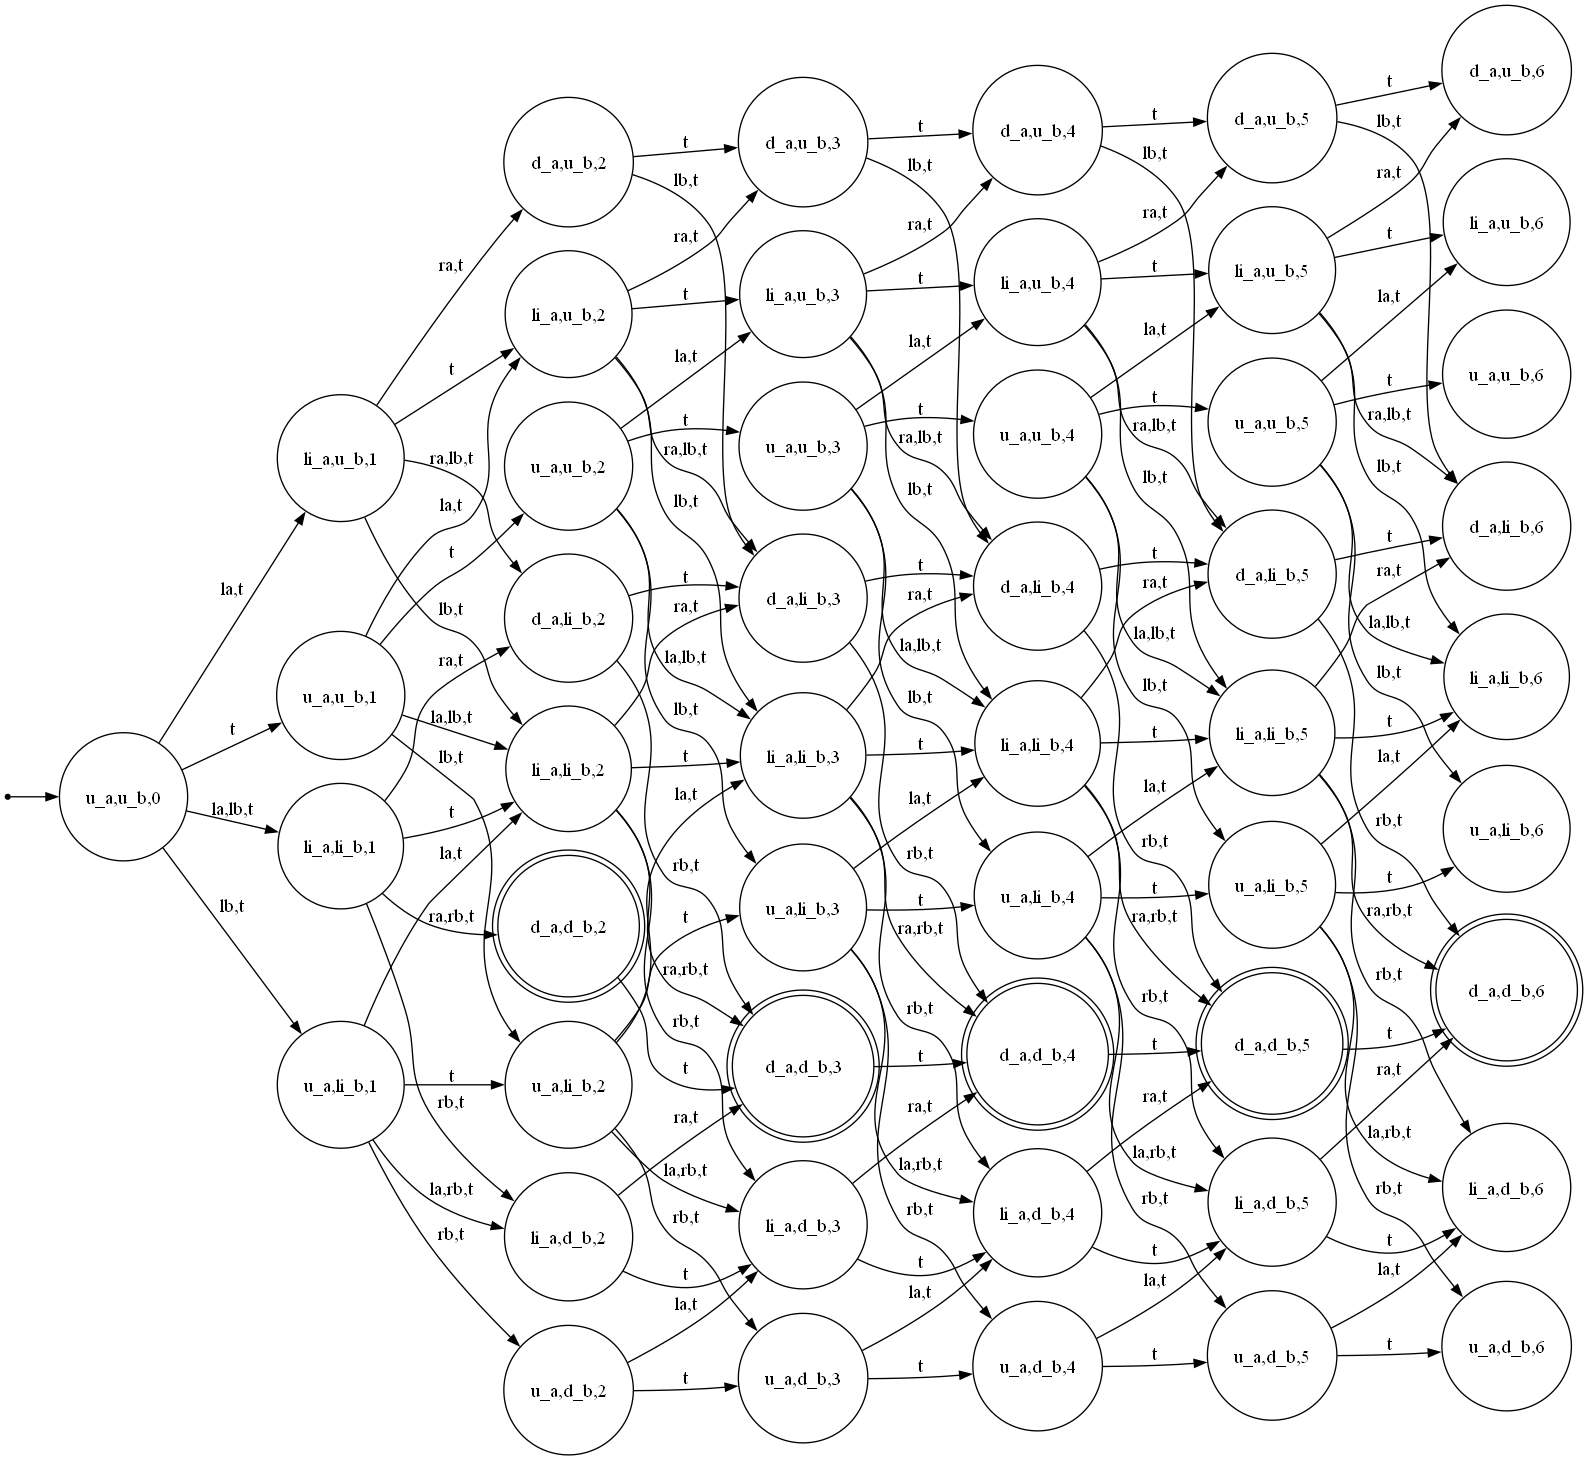 u_a,u_b,0
la,t
t
la,lb,t
lb,t
li_a,u_b,1
u_a,u_b,1
li_a,li_b,1
u_a,li_b,1
ra,t
t
ra,lb,t
la,t
t
lb,t
ra,t
la,lb,t
lb,t
t
la,t
ra,rb,t
t
rb,t
la,rb,t
rb,t
d_a,u_b,2
li_a,u_b,2
u_a,u_b,2
d_a,li_b,2
li_a,li_b,2
d_a,d_b,2
u_a,li_b,2
li_a,d_b,2
u_a,d_b,2
t
lb,t
ra,t
t
la,t
t
ra,lb,t
lb,t
t
ra,t
la,lb,t
lb,t
t
la,t
rb,t
t
ra,rb,t
rb,t
t
ra,t
la,rb,t
rb,t
t
la,t
t
d_a,u_b,3
li_a,u_b,3
u_a,u_b,3
d_a,li_b,3
li_a,li_b,3
u_a,li_b,3
d_a,d_b,3
li_a,d_b,3
u_a,d_b,3
t
lb,t
ra,t
t
la,t
t
ra,lb,t
lb,t
t
ra,t
la,lb,t
lb,t
t
la,t
rb,t
t
ra,rb,t
rb,t
t
ra,t
la,rb,t
rb,t
t
la,t
t
d_a,u_b,4
li_a,u_b,4
u_a,u_b,4
d_a,li_b,4
li_a,li_b,4
u_a,li_b,4
d_a,d_b,4
li_a,d_b,4
u_a,d_b,4
t
lb,t
ra,t
t
la,t
t
ra,lb,t
lb,t
t
ra,t
la,lb,t
lb,t
t
la,t
rb,t
t
ra,rb,t
rb,t
t
ra,t
la,rb,t
rb,t
t
la,t
t
d_a,u_b,5
li_a,u_b,5
u_a,u_b,5
d_a,li_b,5
li_a,li_b,5
u_a,li_b,5
d_a,d_b,5
li_a,d_b,5
u_a,d_b,5
t
lb,t
ra,t
t
la,t
t
ra,lb,t
lb,t
t
ra,t
la,lb,t
lb,t
t
la,t
rb,t
t
ra,rb,t
rb,t
t
ra,t
la,rb,t
rb,t
t
la,t
t
d_a,u_b,6
li_a,u_b,6
u_a,u_b,6
d_a,li_b,6
li_a,li_b,6
u_a,li_b,6
d_a,d_b,6
li_a,d_b,6
u_a,d_b,6